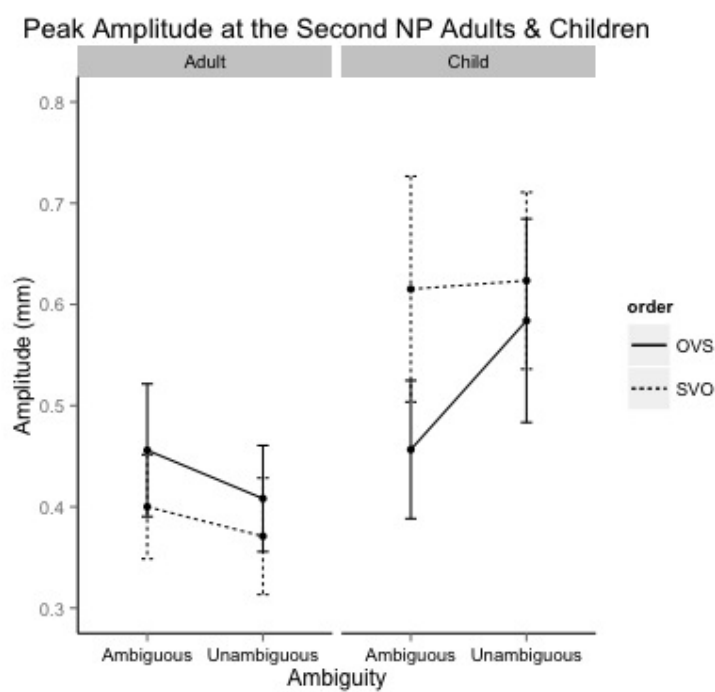 Peak Amplitude at the Second NP Adults & Children
Adult
Child
0.8
0.7
0.6
0.5
0.4
0.3
Amplitude (mm)
order
OVS
SVO
Ambiguous Unambiguous
Ambiguous Unambiguous
Ambiguity